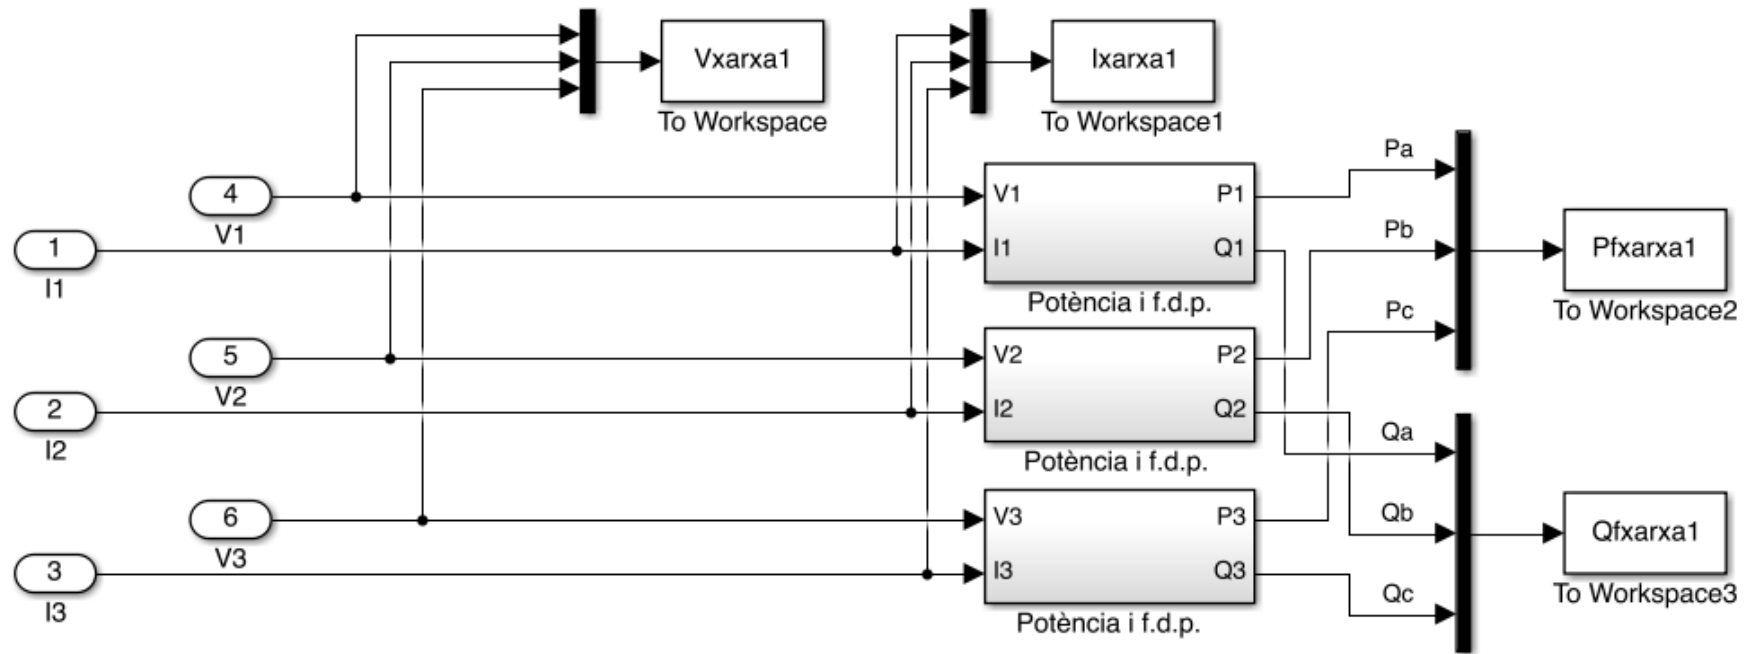 Vxarxa1
Ixarxa1
To Workspace
To Workspace1
Pa
4
V1
P1
V1
1
I1
Q1
Pb
Pfxarxa1
I1
Potència i f.d.p.
Pc
To Workspace2
5
V2
P2
V2
2
I2
Q2
Qa
I2
Potència i f.d.p.
6
V3
P3
Qb
Qfxarxa1
V3
3
I3
Q3
Qc
To Workspace3
I3
Potència i f.d.p.